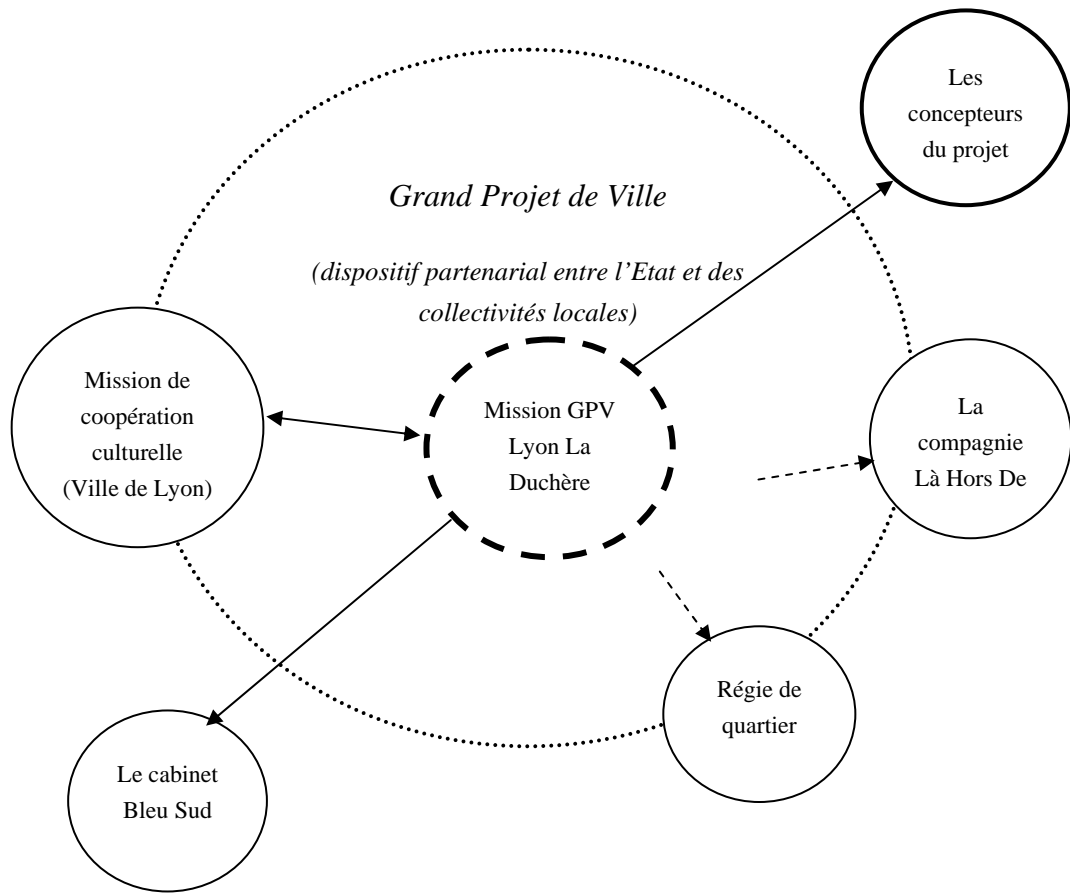 Les
concepteurs
du projet
Grand Projet de Ville
(dispositif partenarial entre l’Etat et des
collectivités locales)
Mission de
coopération
culturelle
(Ville de Lyon)
Mission GPV
Lyon La
Duchère
La
compagnie
Là Hors De
Régie de
quartier
Le cabinet
Bleu Sud